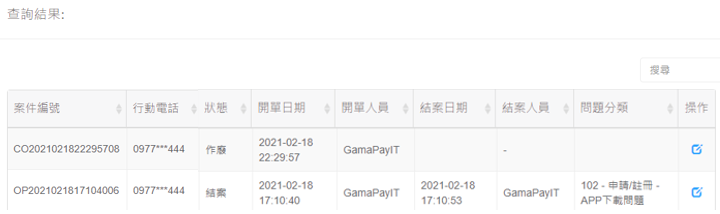 查詢結果:
搜尋
案件編號 行動電話 狀態 開單日期 開單人員 結案日期 結案人員 問題分類 操作
CO2021021822295708 0977***444 作廢 2021-02-18 22:29:57 GamaPayIT -
OP2021021817104006 0977***444 結案 2021-02-18 17:10:40 GamaPayIT 2021-02-18 17:10:53 GamaPayIT 102 - 申請/註冊 - APP下載問題